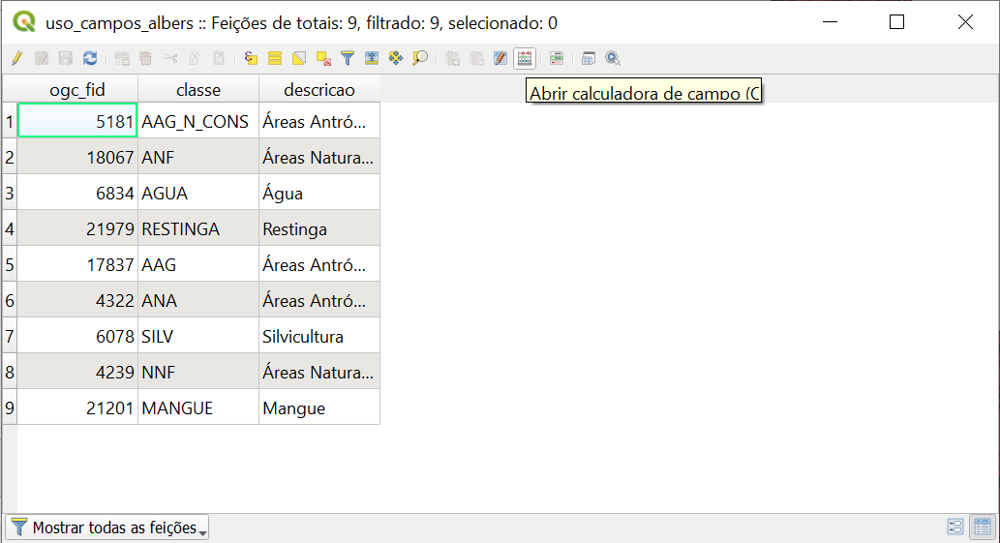 uso_campos_albers :: Feições de totais: 9, filtrado: 9, selecionado: 0
Abrir calculadora de campo (C
ogc_fid classe descricao
1 5181 AAG_N_CONS Áreas Antró...
2 18067 ANF Áreas Natura...
3 6834 AGUA Água
4 21979 RESTINGA Restinga
5 17837 AAG Áreas Antró...
6 4322 ANA Áreas Antró...
7 6078 SILV Silvicultura
8 4239 NNF Áreas Natura...
9 21201 MANGUE Mangue
Mostrar todas as feições